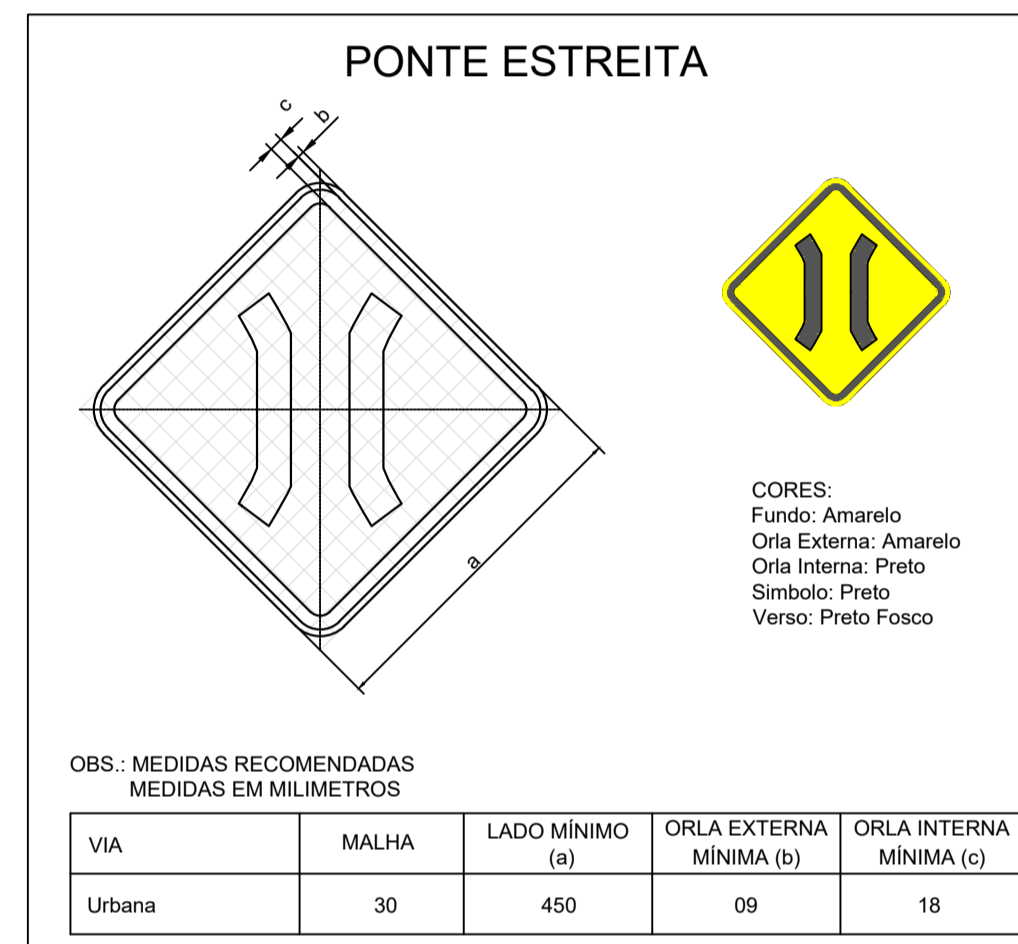 PONTE ESTREITA
c
b
a
CORES:
Fundo: Amarelo
Orla Externa: Amarelo
Orla Interna: Preto
Simbolo: Preto
Verso: Preto Fosco
OBS.: MEDIDAS RECOMENDADAS
MEDIDAS EM MILIMETROS
VIA MALHA LADO MÍNIMO (a) ORLA EXTERNA MÍNIMA (b) ORLA INTERNA MÍNIMA (c)
Urbana 30 450 09 18